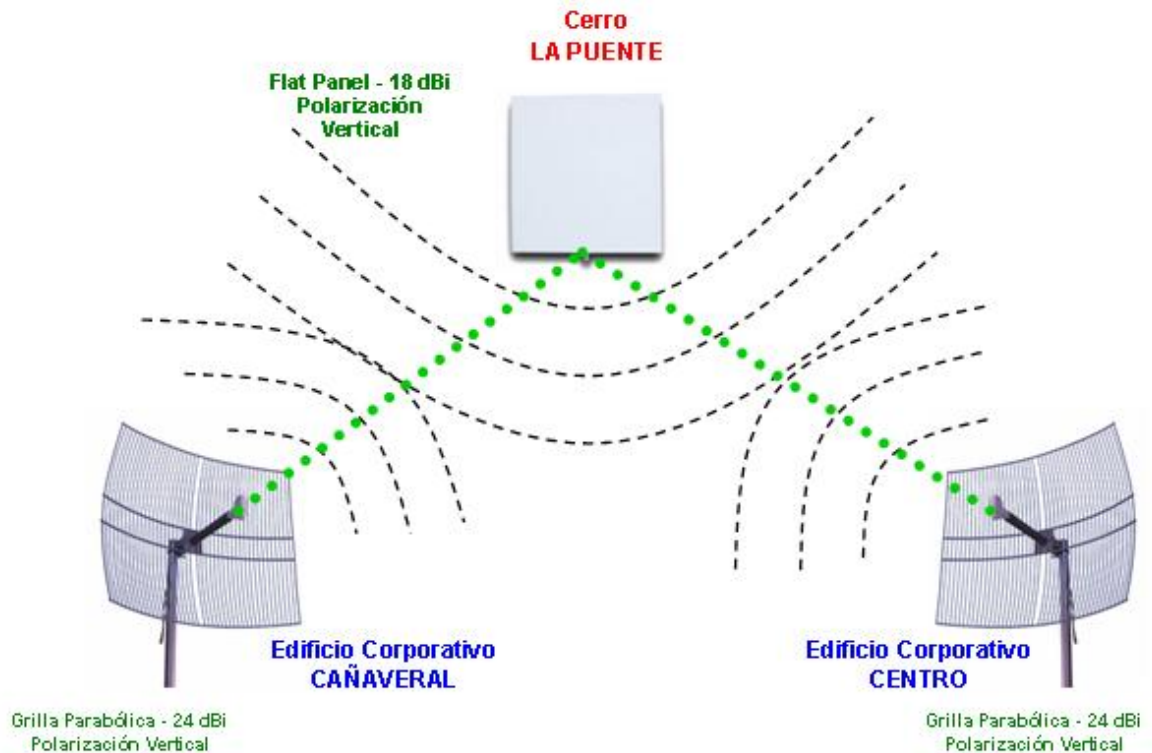 Cerro
LA PUENTE
Flat Panel - 18 dBi
Polarización
Vertical
Edificio Corporativo
CAÑAVERAL
Edificio Corporativo
CENTRO
Grilla Parabólica - 24 dBi
Polarización Vertical
Grilla Parabólica - 24 dBi
Polarización Vertical